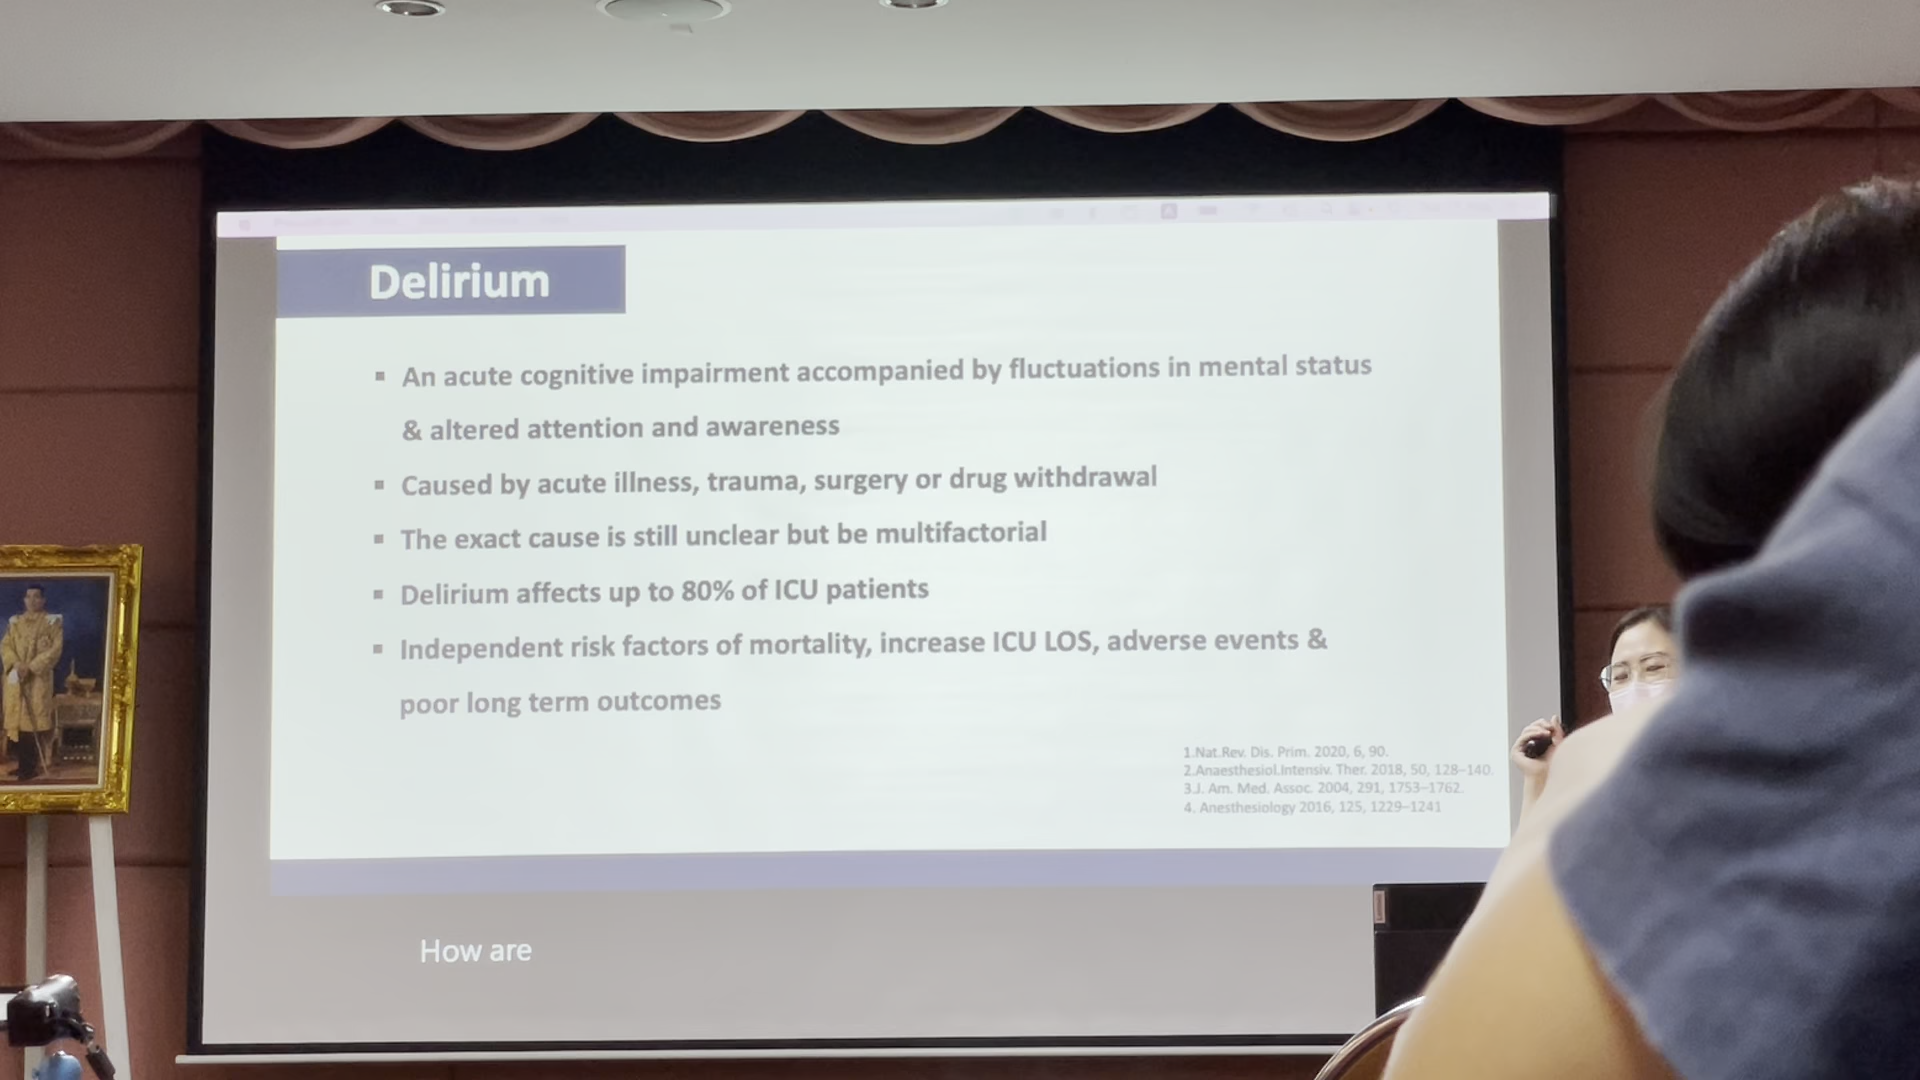 Delirium
▪ An acute cognitive impairment accompanied by fluctuations in mental status
& altered attention and awareness
▪ Caused by acute illness, trauma, surgery or drug withdrawal
▪ The exact cause is still unclear but be multifactorial
▪ Delirium affects up to 80% of ICU patients
▪ Independent risk factors of mortality, increase ICU LOS, adverse events &
poor long term outcomes
1.Nat.Rev. Dis. Prim. 2020, 6, 90.
2.Anaesthesiol.Intensiv. Ther. 2018, 50, 128–140.
3.J. Am. Med. Assoc. 2004, 291, 1753–1762.
4. Anesthesiology 2016, 125, 1229–1241
How are